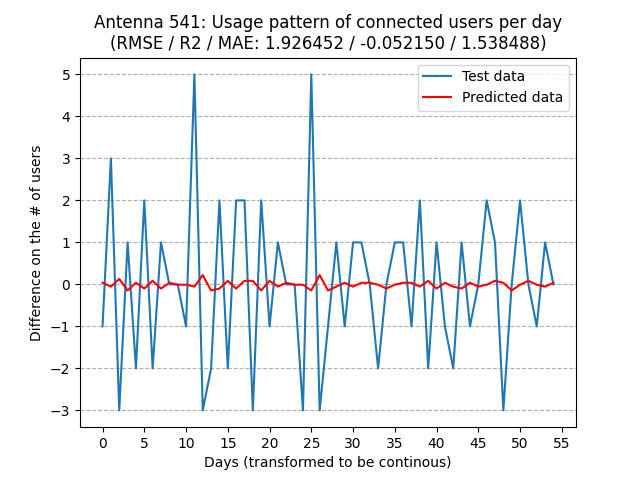 Antenna 541: Usage pattern of connected users per day
(RMSE / R2 / MAE: 1.926452 / -0.052150 / 1.538488)
Test data
Predicted data
5
4
3
2
1
0
−1
−2
−3
Difference on the # of users
0 5 10 15 20 25 30 35 40 45 50 55
Days (transformed to be continous)